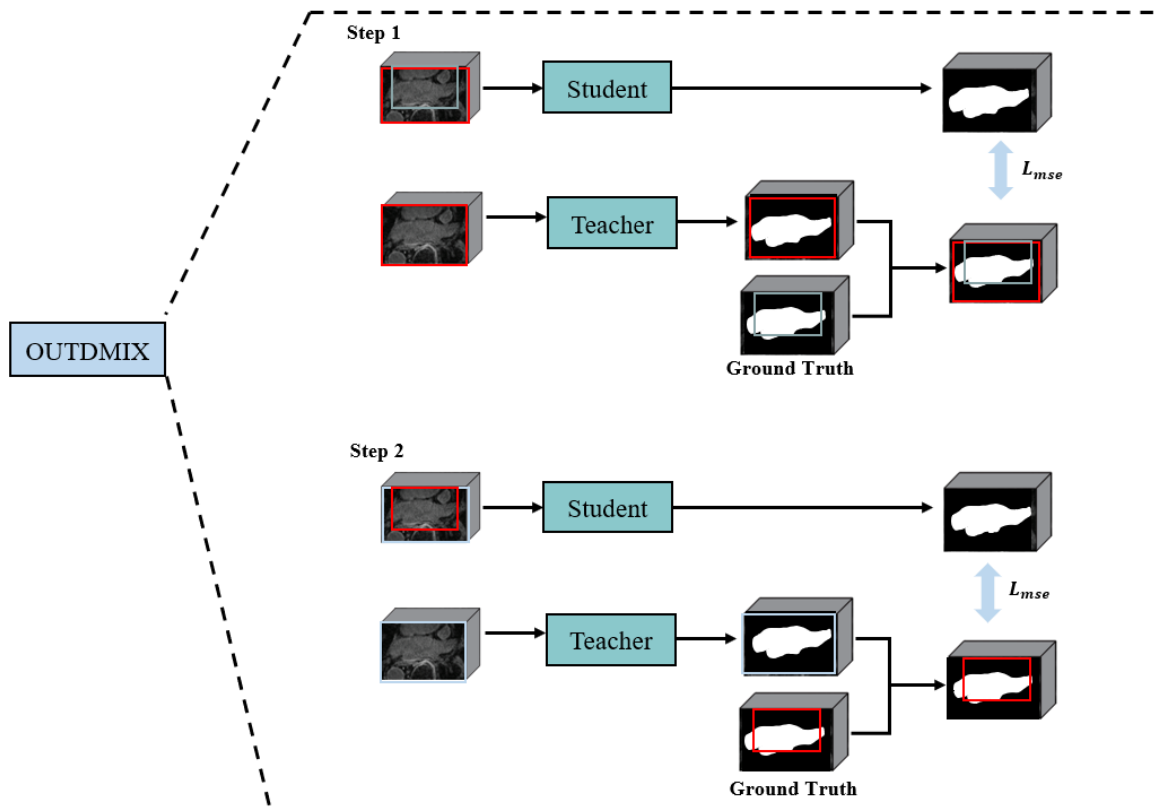 Step 1
Student
L_mse
Teacher
Ground Truth
OUTDMIX
Step 2
Student
L_mse
Teacher
Ground Truth